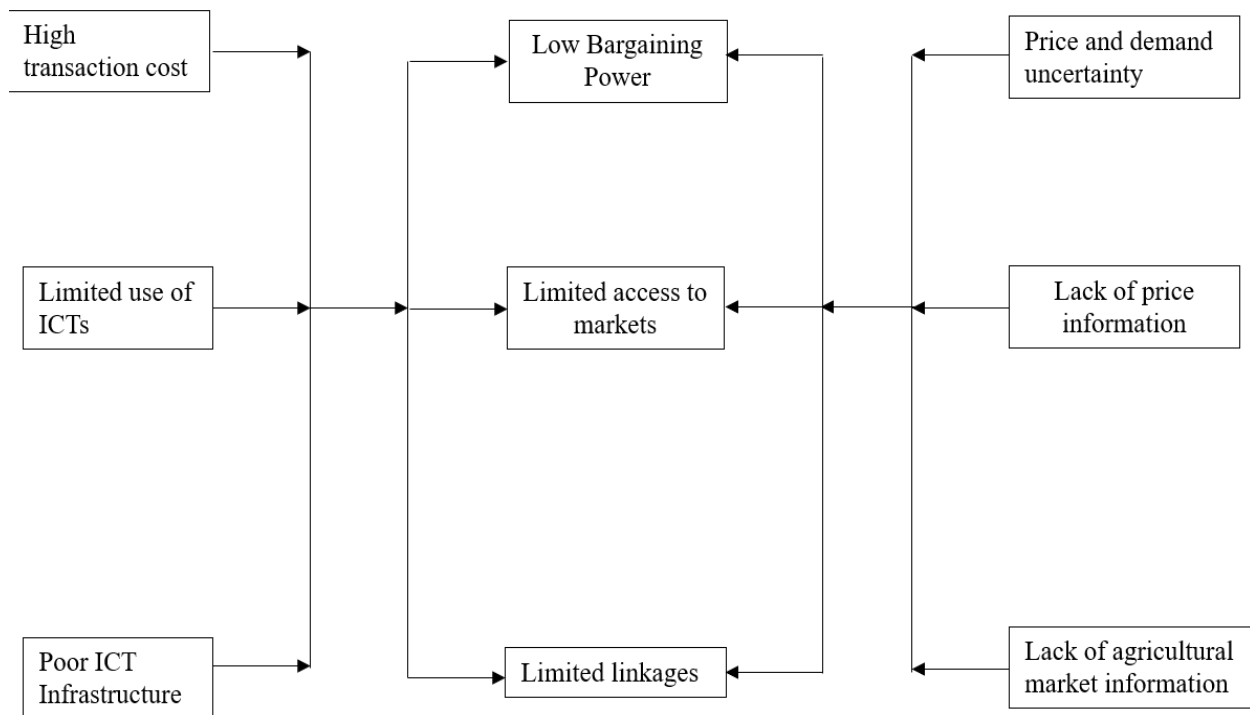 High
transaction cost
Low Bargaining
Power
Price and demand
uncertainty
Limited use of
ICTs
Limited access to
markets
Lack of price
information
Poor ICT
Infrastructure
Limited linkages
Lack of agricultural
market information